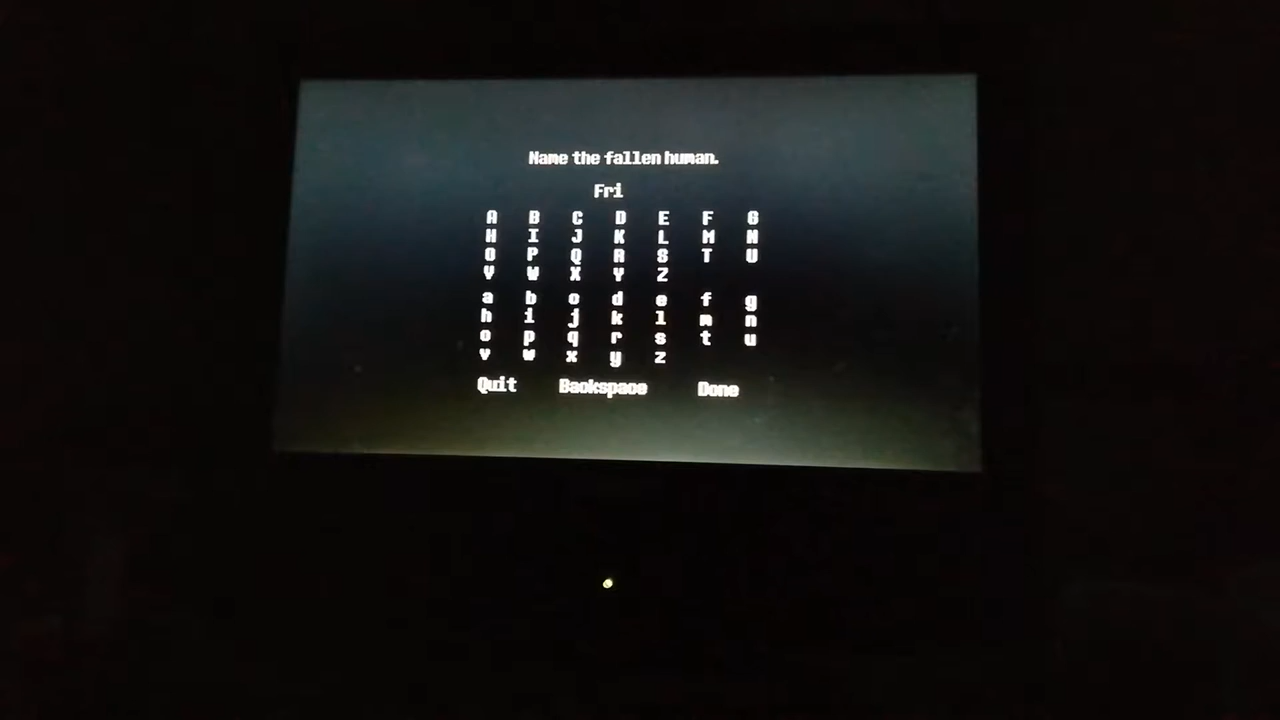 Name the fallen human.
Fri
A B C D E F G
H I J K L M N
O P Q R S T U
V W X Y Z
a b c d e f g
h i j k l m n
o p q r s t u
v w x y z
Quit Backspace Done